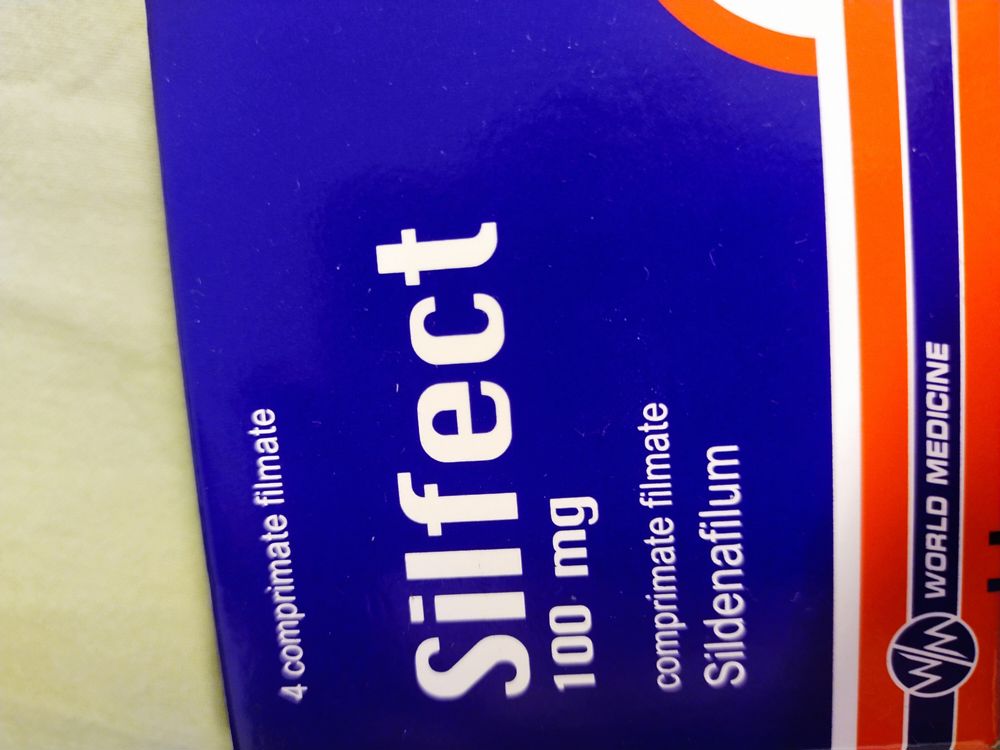 4 comprimate filmate
Silfect
100 mg
comprimate filmate
Sildenafilum
WORLD MEDICINE